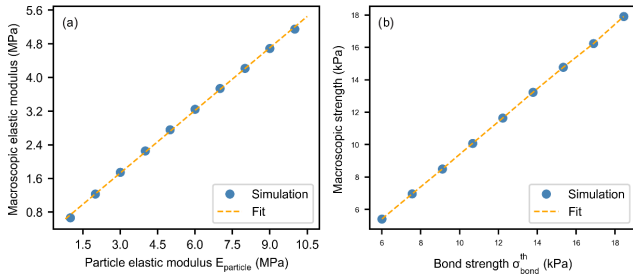 (a)
Macroscopic elastic modulus (MPa)
5.6
4.8
4.0
3.2
2.4
1.6
0.8
Simulation
Fit
1.5 3.0 4.5 6.0 7.5 9.0 10.5
Particle elastic modulus E_particle (MPa)
(b)
Macroscopic strength (kPa)
18
16
14
12
10
8
6
Simulation
Fit
6 8 10 12 14 16 18
Bond strength σ^th_bond (kPa)